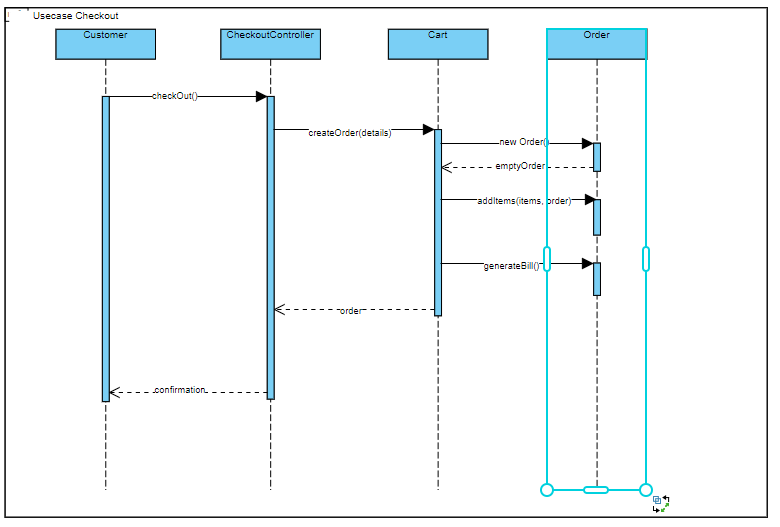 Usecase Checkout
Customer
CheckoutController
Cart
Order
checkOut()
createOrder(details)
new Order()
emptyOrder
addItems(items, order)
generateBill()
order
confirmation